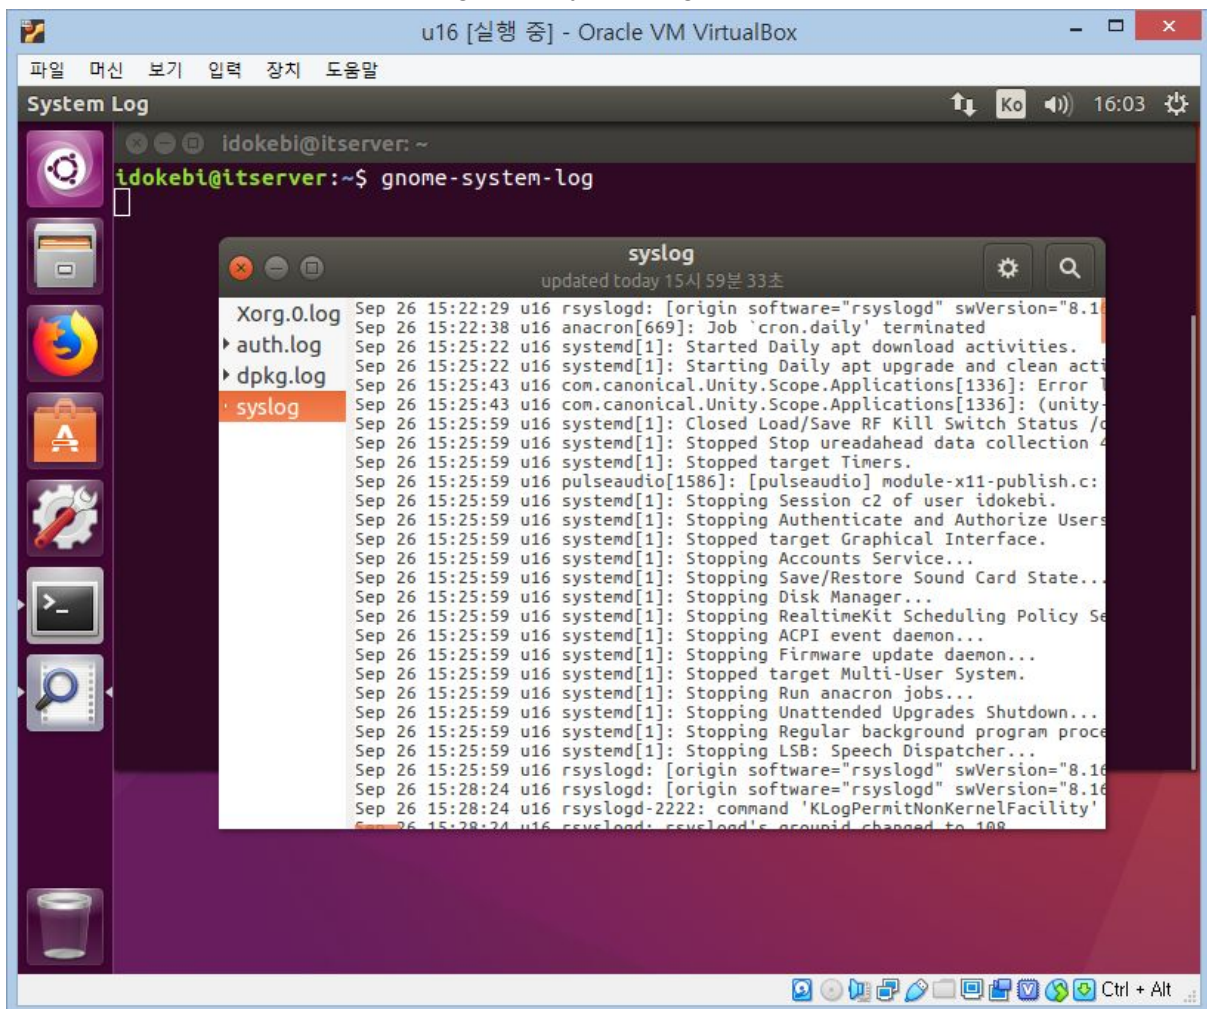 u16 [실행 중] - Oracle VM VirtualBox
파일 머신 보기 입력 장치 도움말
System Log
Ko
16:03
idokebi@itserver: ~
idokebi@itserver:~$ gnome-system-log
syslog
updated today 15시 59분 33초
Xorg.0.log
auth.log
dpkg.log
syslog
Sep 26 15:22:29 u16 rsyslogd: [origin software="rsyslogd" swVersion="8.16
Sep 26 15:22:38 u16 anacron[669]: Job `cron.daily' terminated
Sep 26 15:25:22 u16 systemd[1]: Started Daily apt download activities.
Sep 26 15:25:22 u16 systemd[1]: Starting Daily apt upgrade and clean acti
Sep 26 15:25:43 u16 com.canonical.Unity.Scope.Applications[1336]: Error
Sep 26 15:25:43 u16 com.canonical.Unity.Scope.Applications[1336]: (unity-
Sep 26 15:25:59 u16 systemd[1]: Closed Load/Save RF Kill Switch Status
Sep 26 15:25:59 u16 systemd[1]: Stopped Stop ureadahead data collection 4
Sep 26 15:25:59 u16 systemd[1]: Stopped target Timers.
Sep 26 15:25:59 u16 pulseaudio[1586]: [pulseaudio] module-x11-publish.c:
Sep 26 15:25:59 u16 systemd[1]: Stopping Session c2 of user idokebi.
Sep 26 15:25:59 u16 systemd[1]: Stopping Authenticate and Authorize Users
Sep 26 15:25:59 u16 systemd[1]: Stopped target Graphical Interface.
Sep 26 15:25:59 u16 systemd[1]: Stopping Accounts Service...
Sep 26 15:25:59 u16 systemd[1]: Stopping Save/Restore Sound Card State...
Sep 26 15:25:59 u16 systemd[1]: Stopping Disk Manager...
Sep 26 15:25:59 u16 systemd[1]: Stopping RealtimeKit Scheduling Policy Se
Sep 26 15:25:59 u16 systemd[1]: Stopping ACPI event daemon...
Sep 26 15:25:59 u16 systemd[1]: Stopping Firmware update daemon...
Sep 26 15:25:59 u16 systemd[1]: Stopped target Multi-User System.
Sep 26 15:25:59 u16 systemd[1]: Stopping Run anacron jobs...
Sep 26 15:25:59 u16 systemd[1]: Stopping Unattended Upgrades Shutdown...
Sep 26 15:25:59 u16 systemd[1]: Stopping Regular background program proce
Sep 26 15:25:59 u16 systemd[1]: Stopping LSB: Speech Dispatcher...
Sep 26 15:25:59 u16 rsyslogd: [origin software="rsyslogd" swVersion="8.16
Sep 26 15:28:24 u16 rsyslogd: [origin software="rsyslogd" swVersion="8.16
Sep 26 15:28:24 u16 rsyslogd-2222: command 'KLogPermitNonKernelFacility'
Sep 26 15:28:24 u16 rsyslogd: rsyslogd's groupid changed to 108
Ctrl + Alt